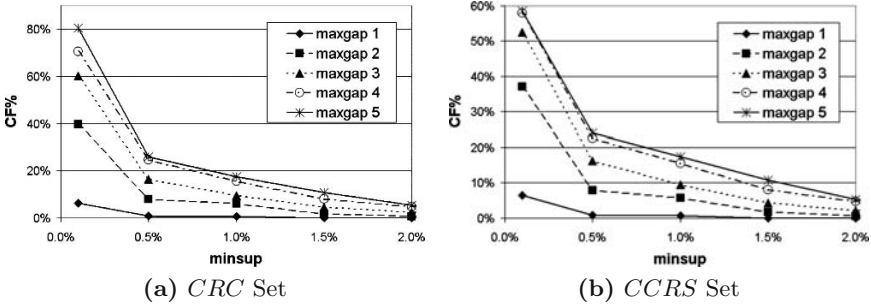 80%
60%
40%
20%
0%
CF%
maxgap 1
maxgap 2
maxgap 3
maxgap 4
maxgap 5
0.0% 0.5% 1.0% 1.5% 2.0%
minsup
(a) CRC Set
60%
50%
40%
30%
20%
10%
0%
CF%
maxgap 1
maxgap 2
maxgap 3
maxgap 4
maxgap 5
0.0% 0.5% 1.0% 1.5% 2.0%
minsup
(b) CCRS Set